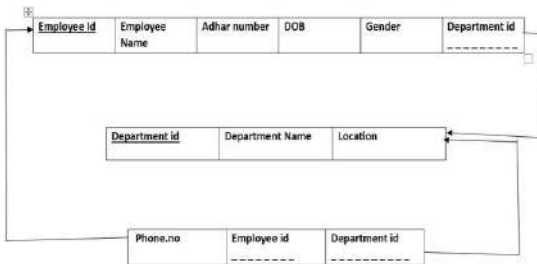 Employee Id Employee Name Adhar number DOB Gender Department id
Department id Department Name Location
Phone.no Employee id Department id